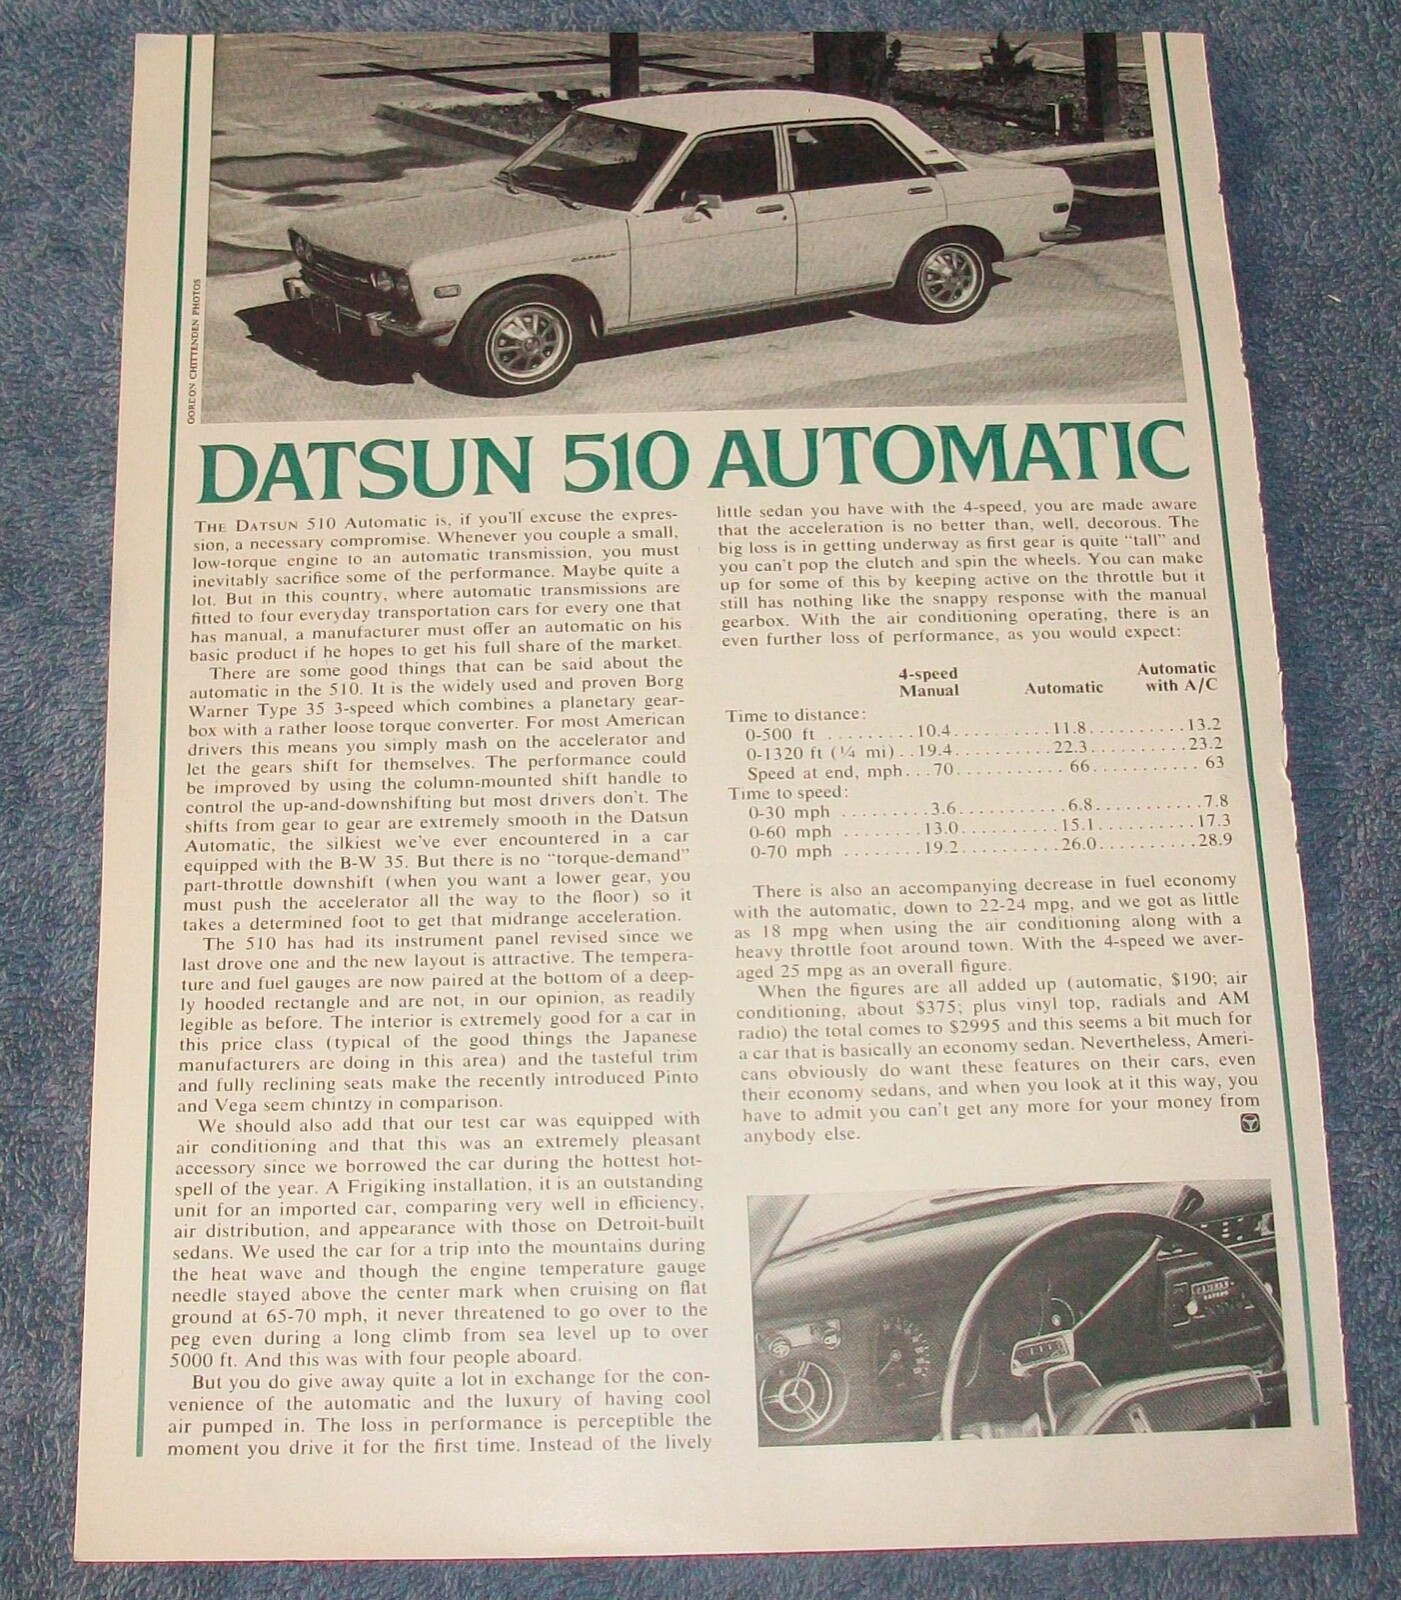 GORDON CHITTENDEN PHOTOS
DATSUN
DATSUN 510 AUTOMATIC
THE DATSUN 510 Automatic is, if you'll excuse the expres-
sion, a necessary compromise. Whenever you couple a small,
low-torque engine to an automatic transmission, you must
inevitably sacrifice some of the performance. Maybe quite a
lot. But in this country, where automatic transmissions are
fitted to four everyday transportation cars for every one that
has manual, a manufacturer must offer an automatic on his
basic product if he hopes to get his full share of the market.
There are some good things that can be said about the
automatic in the 510. It is the widely used and proven Borg
Warner Type 35 3-speed which combines a planetary gear-
box with a rather loose torque converter. For most American
drivers this means you simply mash on the accelerator and
let the gears shift for themselves. The performance could
be improved by using the column-mounted shift handle to
control the up-and-downshifting but most drivers don't. The
shifts from gear to gear are extremely smooth in the Datsun
Automatic, the silkiest we've ever encountered in a car
equipped with the B-W 35. But there is no "torque-demand"
part-throttle downshift (when you want a lower gear, you
must push the accelerator all the way to the floor) so it
takes a determined foot to get that midrange acceleration.
The 510 has had its instrument panel revised since we
last drove one and the new layout is attractive. The tempera-
ture and fuel gauges are now paired at the bottom of a deep-
ly hooded rectangle and are not, in our opinion, as readily
legible as before. The interior is extremely good for a car in
this price class (typical of the good things the Japanese
manufacturers are doing in this area) and the tasteful trim
and fully reclining seats make the recently introduced Pinto
and Vega seem chintzy in comparison.
We should also add that our test car was equipped with
air conditioning and that this was an extremely pleasant
accessory since we borrowed the car during the hottest hot-
spell of the year. A Frigiking installation, it is an outstanding
unit for an imported car, comparing very well in efficiency,
air distribution, and appearance with those on Detroit-built
sedans. We used the car for a trip into the mountains during
the heat wave and though the engine temperature gauge
needle stayed above the center mark when cruising on flat
ground at 65-70 mph, it never threatened to go over to the
peg even during a long climb from sea level up to over
5000 ft. And this was with four people aboard.
But you do give away quite a lot in exchange for the con-
venience of the automatic and the luxury of having cool
air pumped in. The loss in performance is perceptible the
moment you drive it for the first time. Instead of the lively
little sedan you have with the 4-speed, you are made aware
that the acceleration is no better than, well, decorous. The
big loss is in getting underway as first gear is quite "tall" and
you can't pop the clutch and spin the wheels. You can make
up for some of this by keeping active on the throttle but it
still has nothing like the snappy response with the manual
gearbox. With the air conditioning operating, there is an
even further loss of performance, as you would expect:
4-speed Manual Automatic Automatic with A/C
Time to distance:
0-500 ft .........10.4..........11.8..........13.2
0-1320 ft (¼ mi)..19.4..........22.3..........23.2
Speed at end, mph...70...........66...........63
Time to speed:
0-30 mph .........3.6...........6.8...........7.8
0-60 mph ........13.0..........15.1..........17.3
0-70 mph ........19.2..........26.0..........28.9
There is also an accompanying decrease in fuel economy
with the automatic, down to 22-24 mpg, and we got as little
as 18 mpg when using the air conditioning along with a
heavy throttle foot around town. With the 4-speed we aver-
aged 25 mpg as an overall figure.
When the figures are all added up (automatic, $190; air
conditioning, about $375; plus vinyl top, radials and AM
radio) the total comes to $2995 and this seems a bit much for
a car that is basically an economy sedan. Nevertheless, Ameri-
cans obviously do want these features on their cars, even
their economy sedans, and when you look at it this way, you
have to admit you can't get any more for your money from
anybody else.